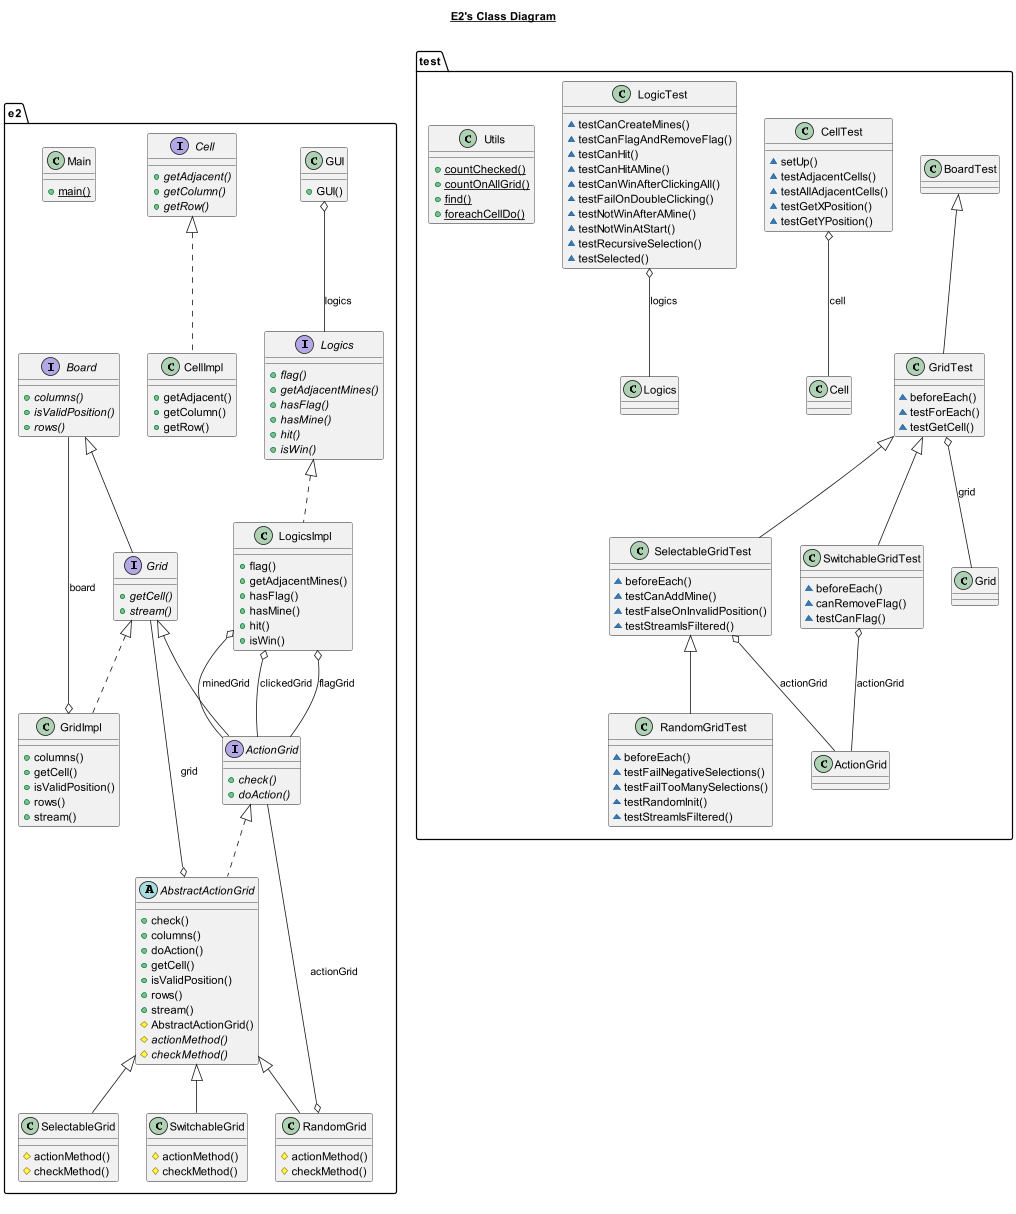 E2's Class Diagram
e2
C Main
main()
I Cell
getAdjacent()
getColumn()
getRow()
C GUI
GUI()
logics
I Board
columns()
isValidPosition()
rows()
C CellImpl
getAdjacent()
getColumn()
getRow()
I Logics
flag()
getAdjacentMines()
hasFlag()
hasMine()
hit()
isWin()
board
I Grid
getCell()
stream()
C LogicsImpl
flag()
getAdjacentMines()
hasFlag()
hasMine()
hit()
isWin()
minedGrid
clickedGrid
flagGrid
C GridImpl
columns()
getCell()
isValidPosition()
rows()
stream()
grid
I ActionGrid
check()
doAction()
A AbstractActionGrid
check()
columns()
doAction()
getCell()
isValidPosition()
rows()
stream()
AbstractActionGrid()
actionMethod()
checkMethod()
actionGrid
C SelectableGrid
actionMethod()
checkMethod()
C SwitchableGrid
actionMethod()
checkMethod()
C RandomGrid
actionMethod()
checkMethod()
test
C Utils
countChecked()
countOnAllGrid()
find()
foreachCellDo()
C LogicTest
testCanCreateMines()
testCanFlagAndRemoveFlag()
testCanHit()
testCanHitAMine()
testCanWinAfterClickingAll()
testFailOnDoubleClicking()
testNotWinAfterAMine()
testNotWinAtStart()
testRecursiveSelection()
testSelected()
C CellTest
setUp()
testAdjacentCells()
testAllAdjacentCells()
testGetXPosition()
testGetYPosition()
C BoardTest
logics
cell
C Logics
C Cell
C GridTest
beforeEach()
testForEach()
testGetCell()
grid
C SelectableGridTest
beforeEach()
testCanAddMine()
testFalseOnInvalidPosition()
testStreamIsFiltered()
C SwitchableGridTest
beforeEach()
canRemoveFlag()
testCanFlag()
C Grid
actionGrid
actionGrid
C RandomGridTest
beforeEach()
testFailNegativeSelections()
testFailTooManySelections()
testRandomInit()
testStreamIsFiltered()
C ActionGrid